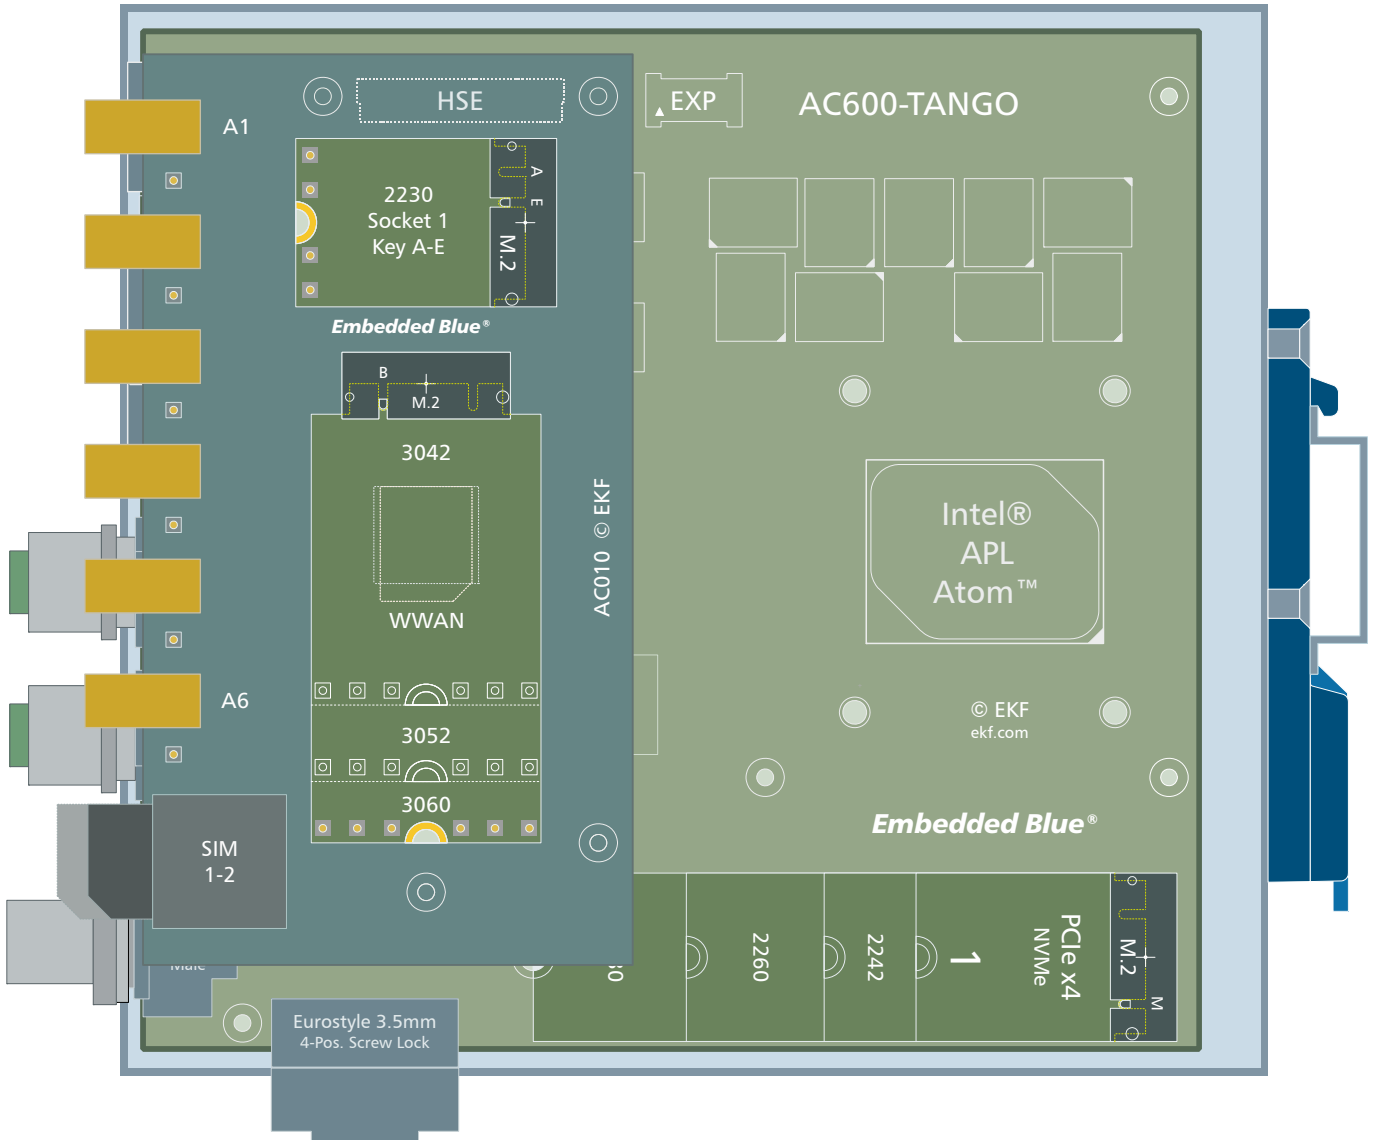 HSE
EXP
AC600-TANGO
A1
2230
Socket 1
Key A-E
A
E
M.2
Embedded Blue®
B
M.2
3042
WWAN
AC010 © EKF
Intel®
APL
Atom™
A6
3052
3060
© EKF
ekf.com
Embedded Blue®
SIM
1-2
80
2260
2242
1
PCIe x4
NVMe
M.2
M
Male
Eurostyle 3.5mm
4-Pos. Screw Lock